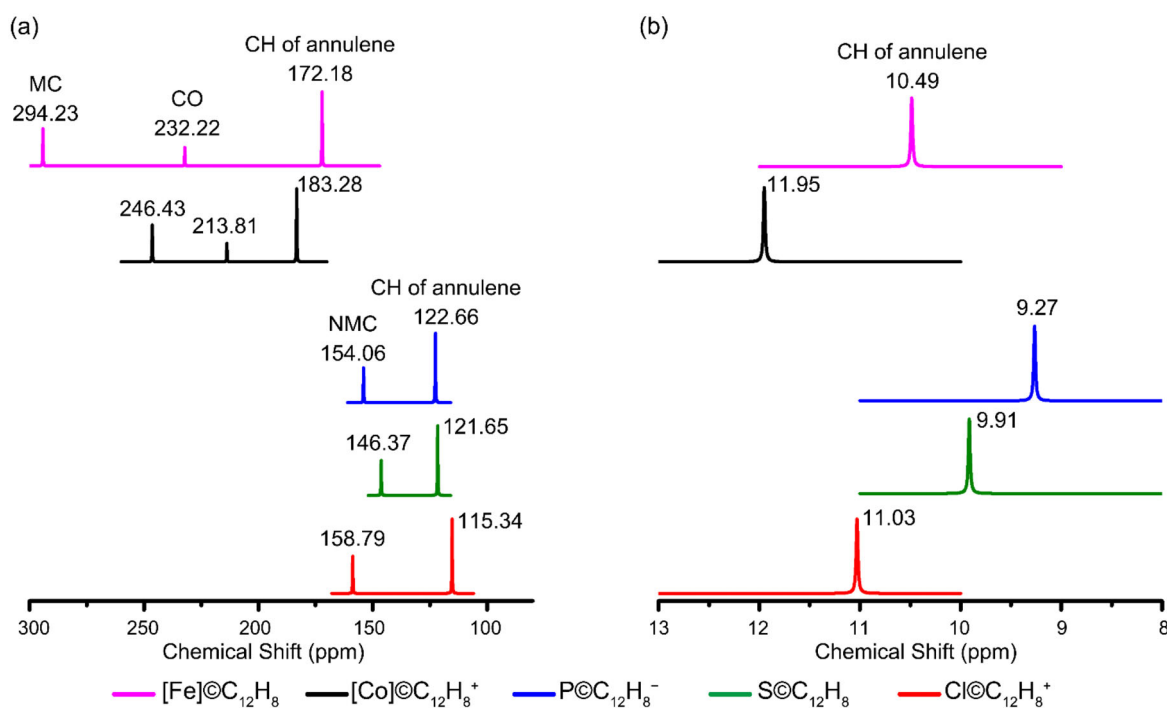 (a)
CH of annulene
172.18
MC
294.23
CO
232.22
183.28
246.43
213.81
CH of annulene
122.66
NMC
154.06
121.65
146.37
115.34
158.79
300 250 200 150 100
Chemical Shift (ppm)
(b)
CH of annulene
10.49
11.95
9.27
9.91
11.03
13 12 11 10 9 8
Chemical Shift (ppm)
[Fe]©C₁₂H₈ [Co]©C₁₂H₈⁺ P©C₁₂H₈⁻ S©C₁₂H₈ Cl©C₁₂H₈⁺